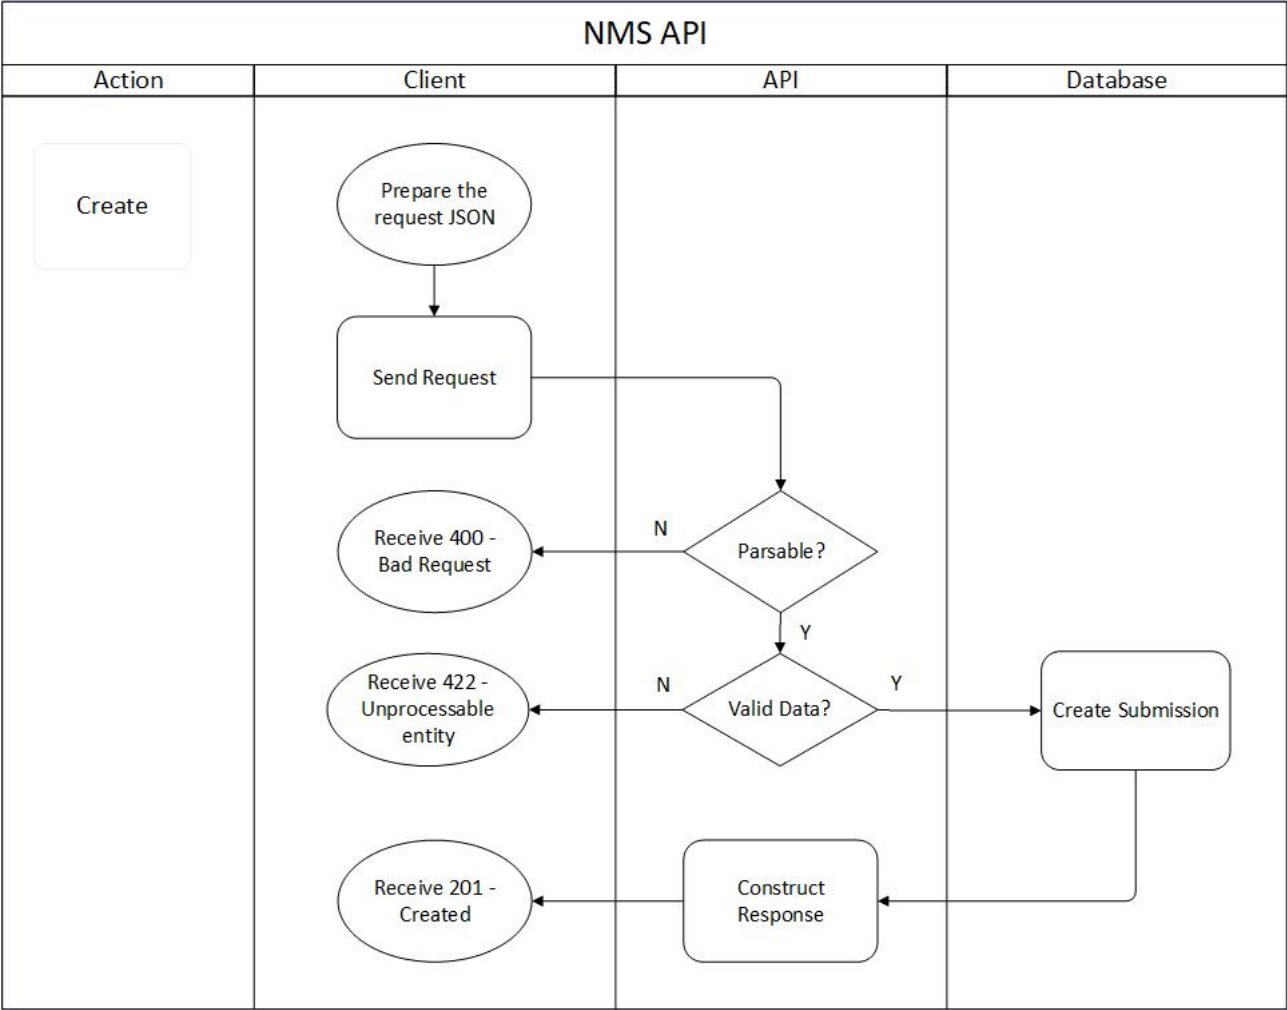 NMS API
Action
Client
API
Database
Create
Prepare the
request JSON
Send Request
Receive 400 -
Bad Request
N
Parsable?
Y
Receive 422 -
Unprocessable
entity
N
Valid Data?
Y
Create Submission
Receive 201 -
Created
Construct
Response